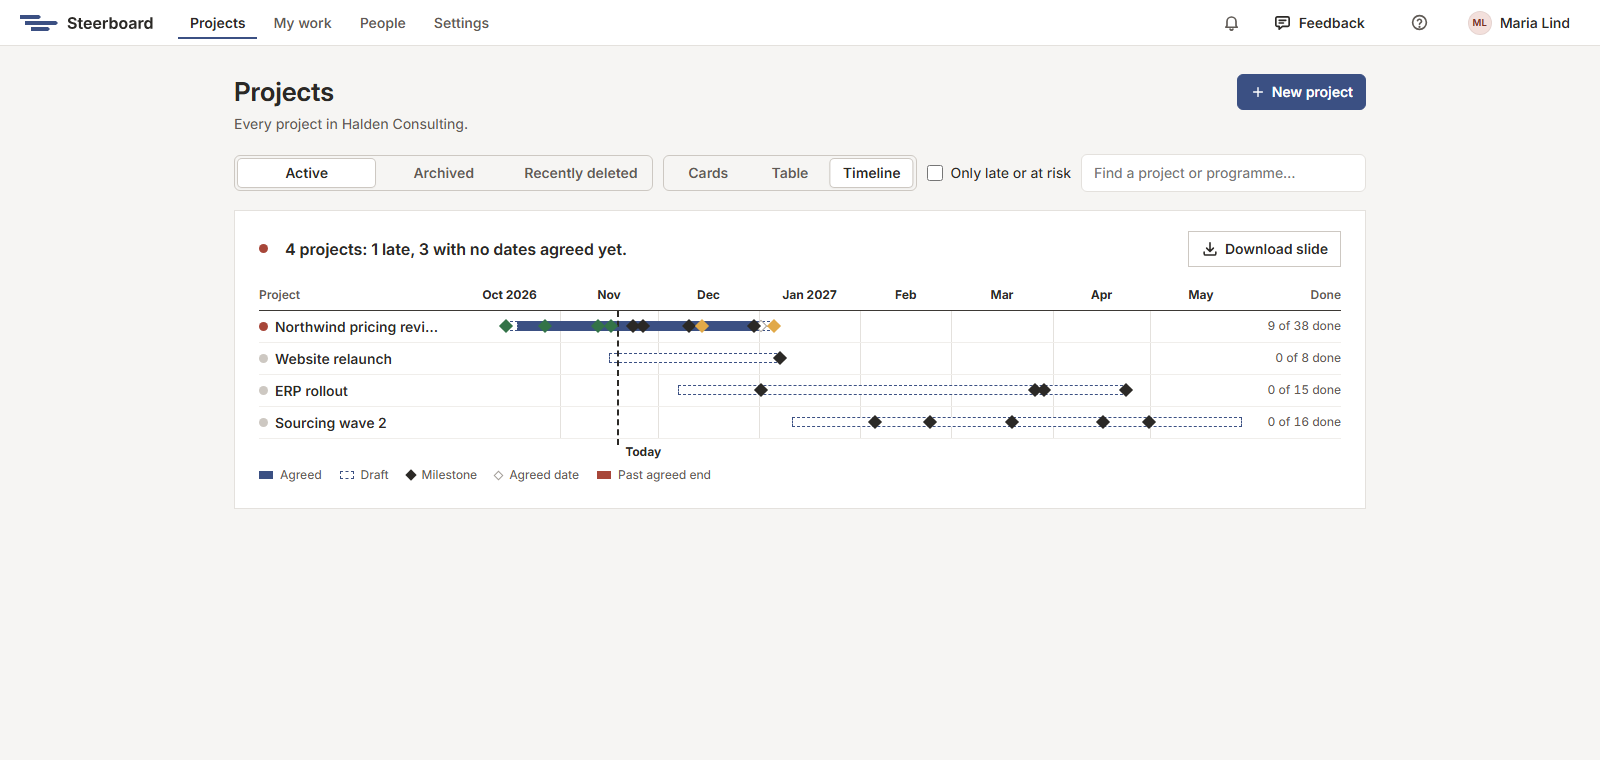 Steerboard
Projects
My work
People
Settings
Feedback
ML
Maria Lind
Projects
Every project in Halden Consulting.
New project
Active
Archived
Recently deleted
Cards
Table
Timeline
Only late or at risk
Find a project or programme...
4 projects: 1 late, 3 with no dates agreed yet.
Download slide
Project
Oct 2026
Nov
Dec
Jan 2027
Feb
Mar
Apr
May
Done
Northwind pricing revi...
9 of 38 done
Website relaunch
0 of 8 done
ERP rollout
0 of 15 done
Sourcing wave 2
0 of 16 done
Today
Agreed
Draft
Milestone
Agreed date
Past agreed end